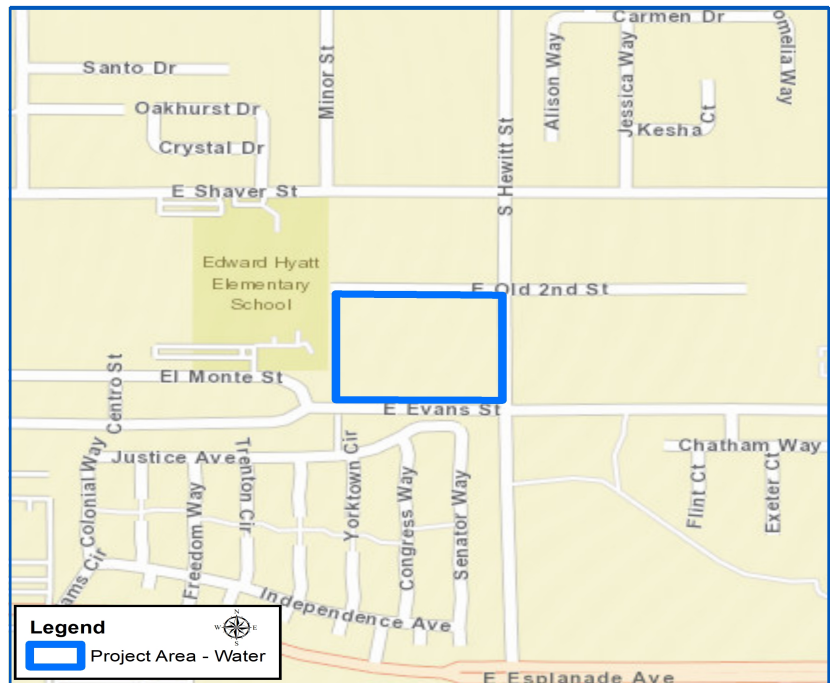 Carmen Dr
omelia Way
Santo Dr
Minor St
Alison Way
Jessica Way
Oakhurst Dr
Kesha Ct
Crystal Dr
S Hewitt St
E Shaver St
Edward Hyatt
Elementary
School
E Old 2nd St
Centro St
El Monte St
E Evans St
Colonial Way
Justice Ave
Trenton Cir
Yorktown Cir
Congress Way
Senator Way
Chatham Way
Flint Ct
Exeter Ct
Freedom Way
ams Cir
Independence Ave
E Esplanade Ave
Legend
N
W
E
S
Project Area - Water